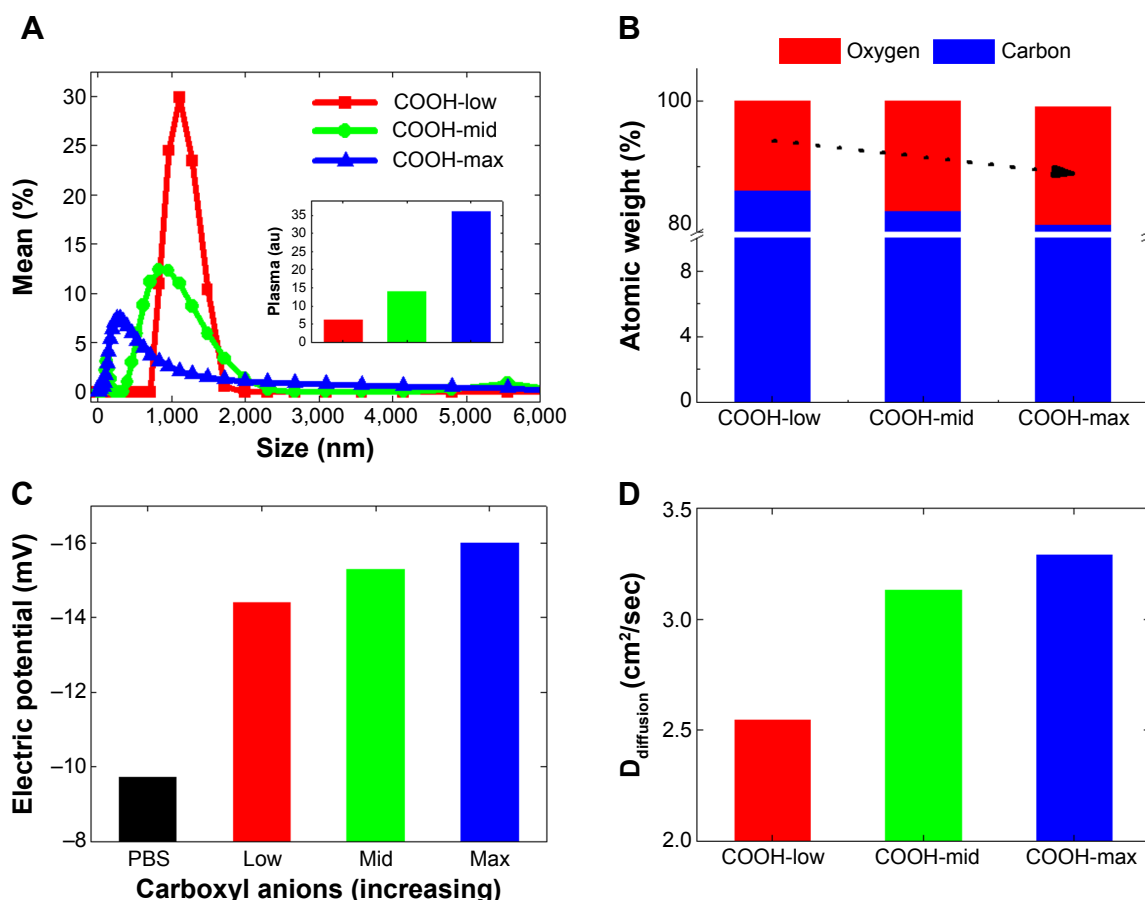 A
30
25
20
15
10
5
0
Mean (%)
COOH-low
COOH-mid
COOH-max
35
30
25
20
15
10
5
0
Plasma (au)
0
1,000
2,000
3,000
4,000
5,000
6,000
Size (nm)
B
Oxygen
Carbon
100
80
8
4
0
Atomic weight (%)
COOH-low
COOH-mid
COOH-max
C
–16
–14
–12
–10
–8
Electric potential (mV)
PBS
Low
Mid
Max
Carboxyl anions (increasing)
D
3.5
3.0
2.5
2.0
Ddiffusion (cm²/sec)
COOH-low
COOH-mid
COOH-max